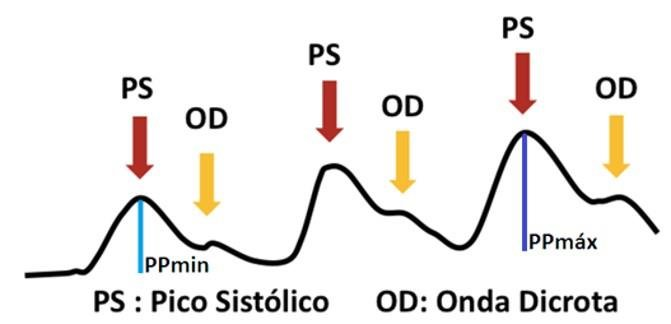 PS
PS
PS
OD
OD
OD
PPmin
PPmáx
PS : Pico Sistólico
OD: Onda Dicrota